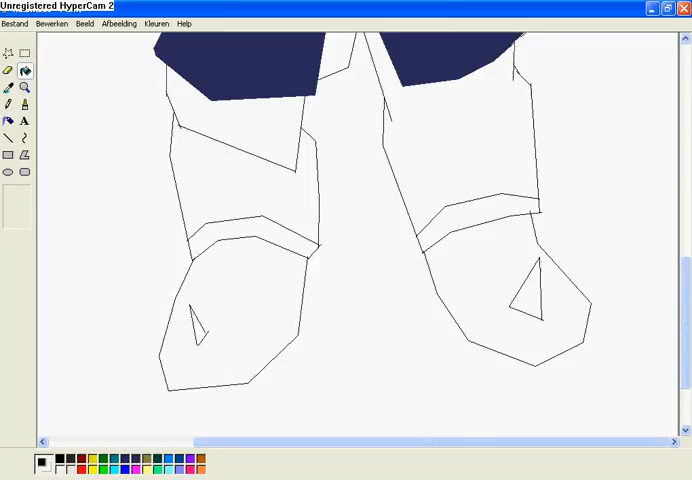 Unregistered HyperCam 2
Bestand Bewerken Beeld Afbeelding Kleuren Help
A